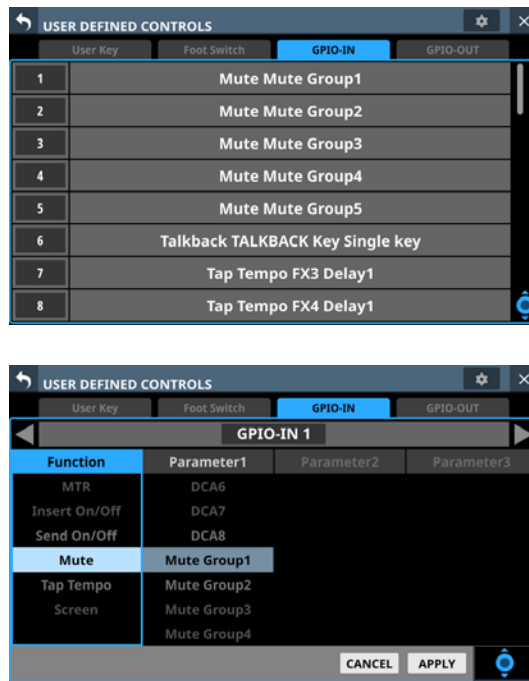 USER DEFINED CONTROLS
User Key Foot Switch GPIO-IN GPIO-OUT
1 Mute Mute Group1
2 Mute Mute Group2
3 Mute Mute Group3
4 Mute Mute Group4
5 Mute Mute Group5
6 Talkback TALKBACK Key Single key
7 Tap Tempo FX3 Delay1
8 Tap Tempo FX4 Delay1
USER DEFINED CONTROLS
User Key Foot Switch GPIO-IN GPIO-OUT
GPIO-IN 1
Function Parameter1 Parameter2 Parameter3
MTR DCA6
Insert On/Off DCA7
Send On/Off DCA8
Mute Mute Group1
Tap Tempo Mute Group2
Screen Mute Group3
Mute Group4
CANCEL APPLY